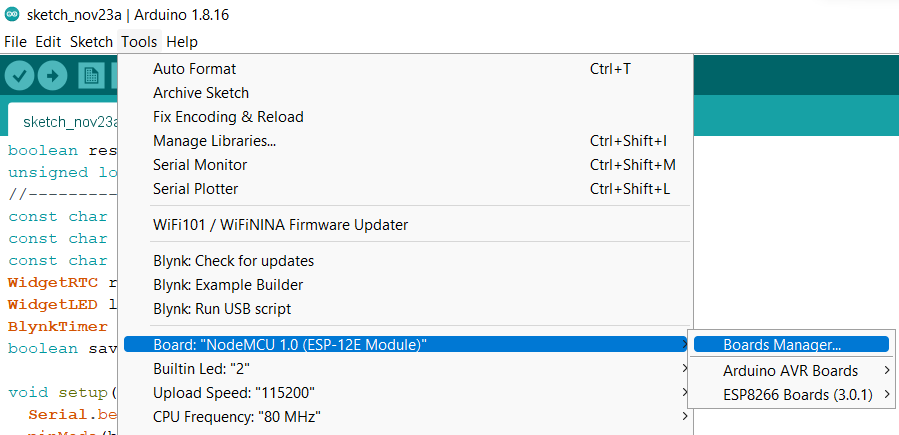 sketch_nov23a | Arduino 1.8.16
File Edit Sketch Tools Help
Auto Format Ctrl+T
Archive Sketch
Fix Encoding & Reload
Manage Libraries... Ctrl+Shift+I
Serial Monitor Ctrl+Shift+M
Serial Plotter Ctrl+Shift+L
WiFi101 / WiFiNINA Firmware Updater
Blynk: Check for updates
Blynk: Example Builder
Blynk: Run USB script
Board: "NodeMCU 1.0 (ESP-12E Module)"
Builtin Led: "2"
Upload Speed: "115200"
CPU Frequency: "80 MHz"
Boards Manager...
Arduino AVR Boards
ESP8266 Boards (3.0.1)
sketch_nov23a
boolean res
unsigned lo
//----------
const char
const char
const char
WidgetRTC r
WidgetLED l
BlynkTimer
boolean sav
void setup(
Serial.be